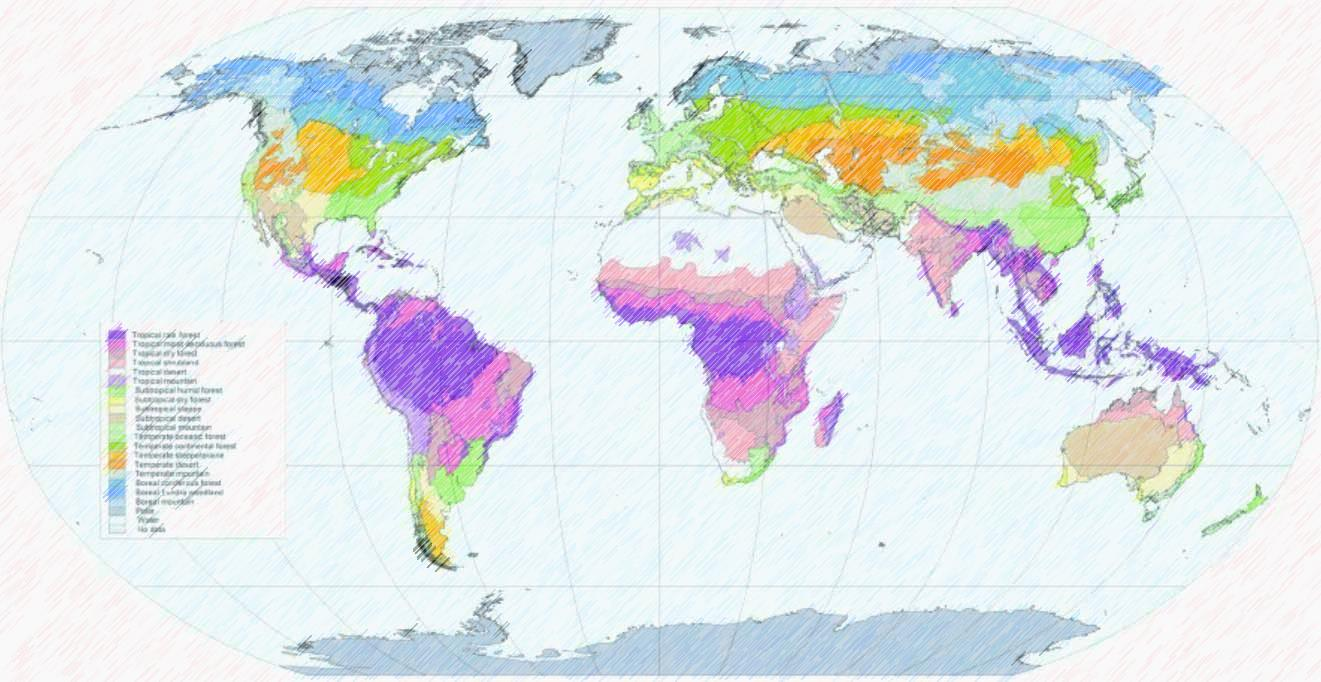 Tropical rain forest
Tropical moist deciduous forest
Tropical dry forest
Tropical shrubland
Tropical desert
Tropical mountain
Subtropical humid forest
Subtropical dry forest
Subtropical steppe
Subtropical desert
Subtropical mountain
Temperate oceanic forest
Temperate continental forest
Temperate steppe
Temperate desert
Temperate mountain
Boreal coniferous forest
Boreal tundra woodland
Boreal mountain
Polar
Water
No data